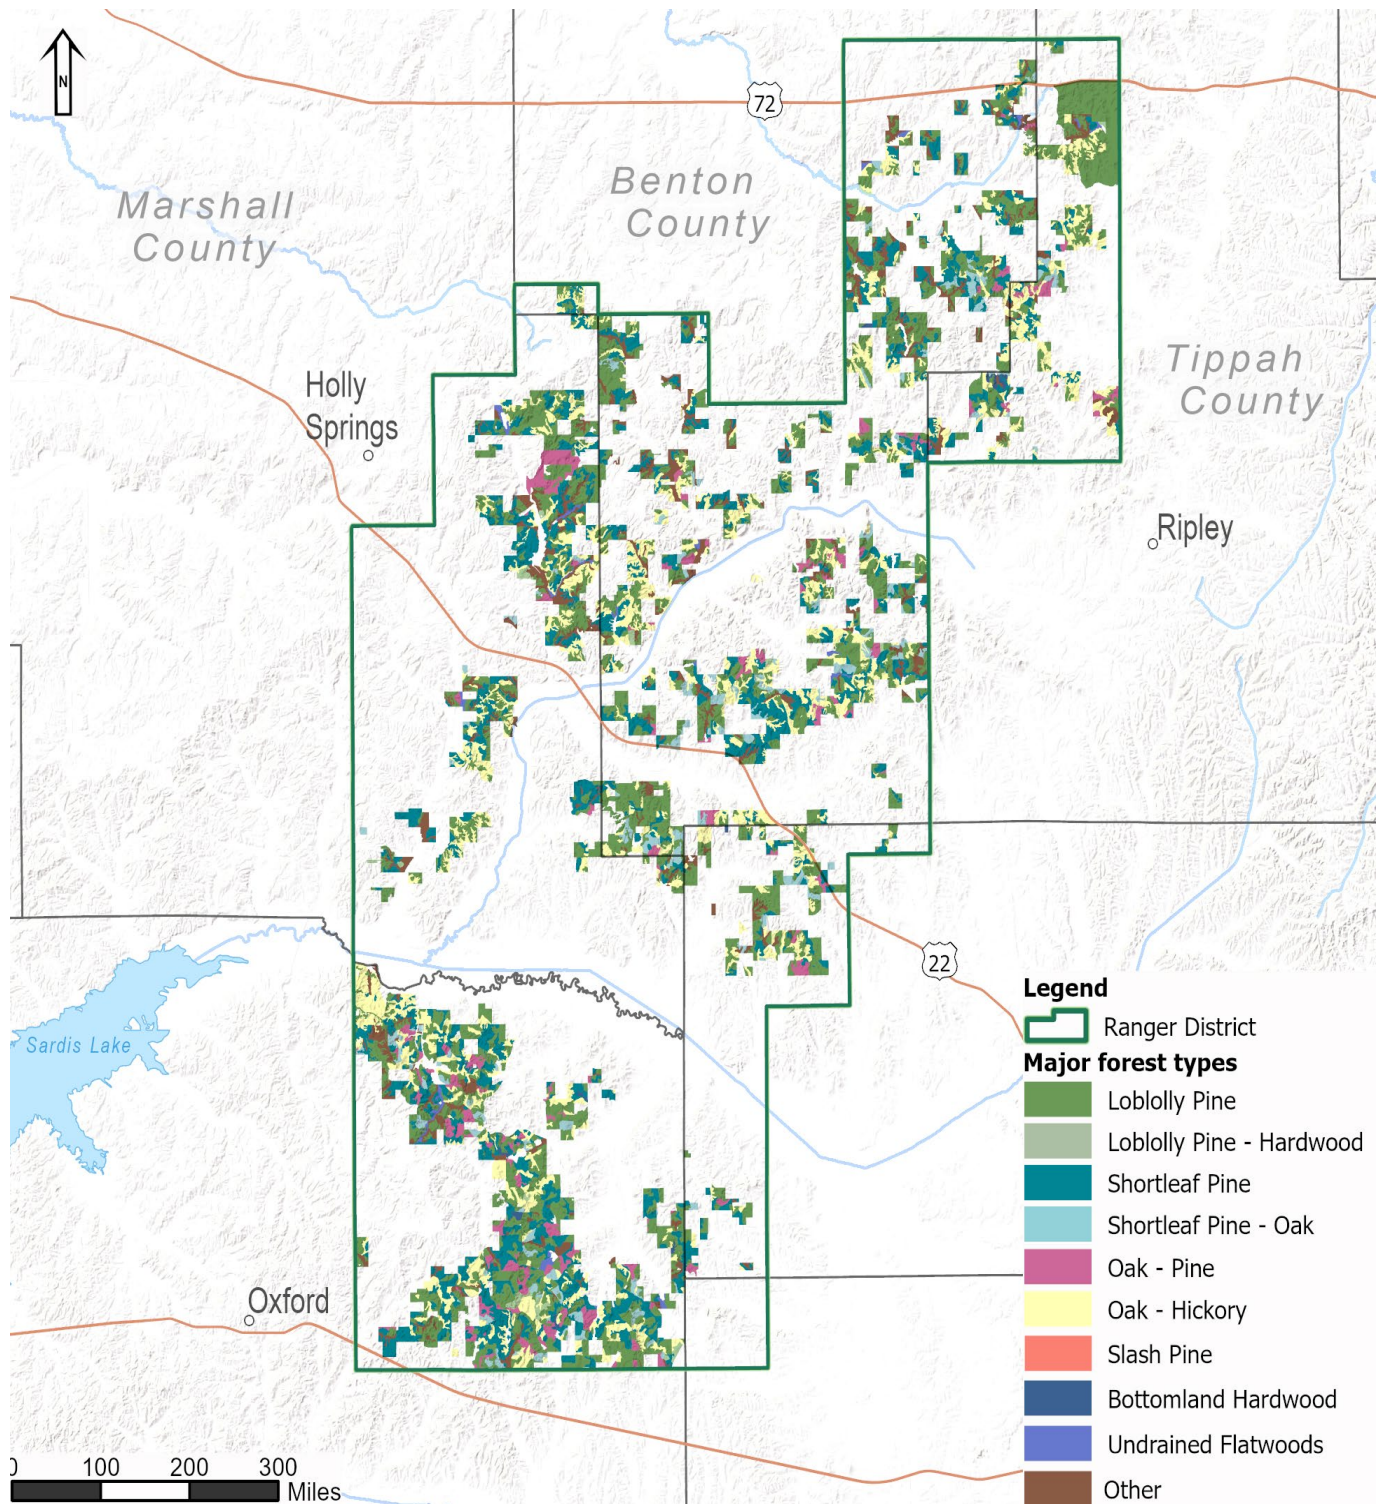 N
72
Benton
County
Marshall
County
Tippah
County
Holly
Springs
Ripley
22
Sardis Lake
Oxford
Legend
Ranger District
Major forest types
Loblolly Pine
Loblolly Pine - Hardwood
Shortleaf Pine
Shortleaf Pine - Oak
Oak - Pine
Oak - Hickory
Slash Pine
Bottomland Hardwood
Undrained Flatwoods
Other
0 100 200 300
Miles